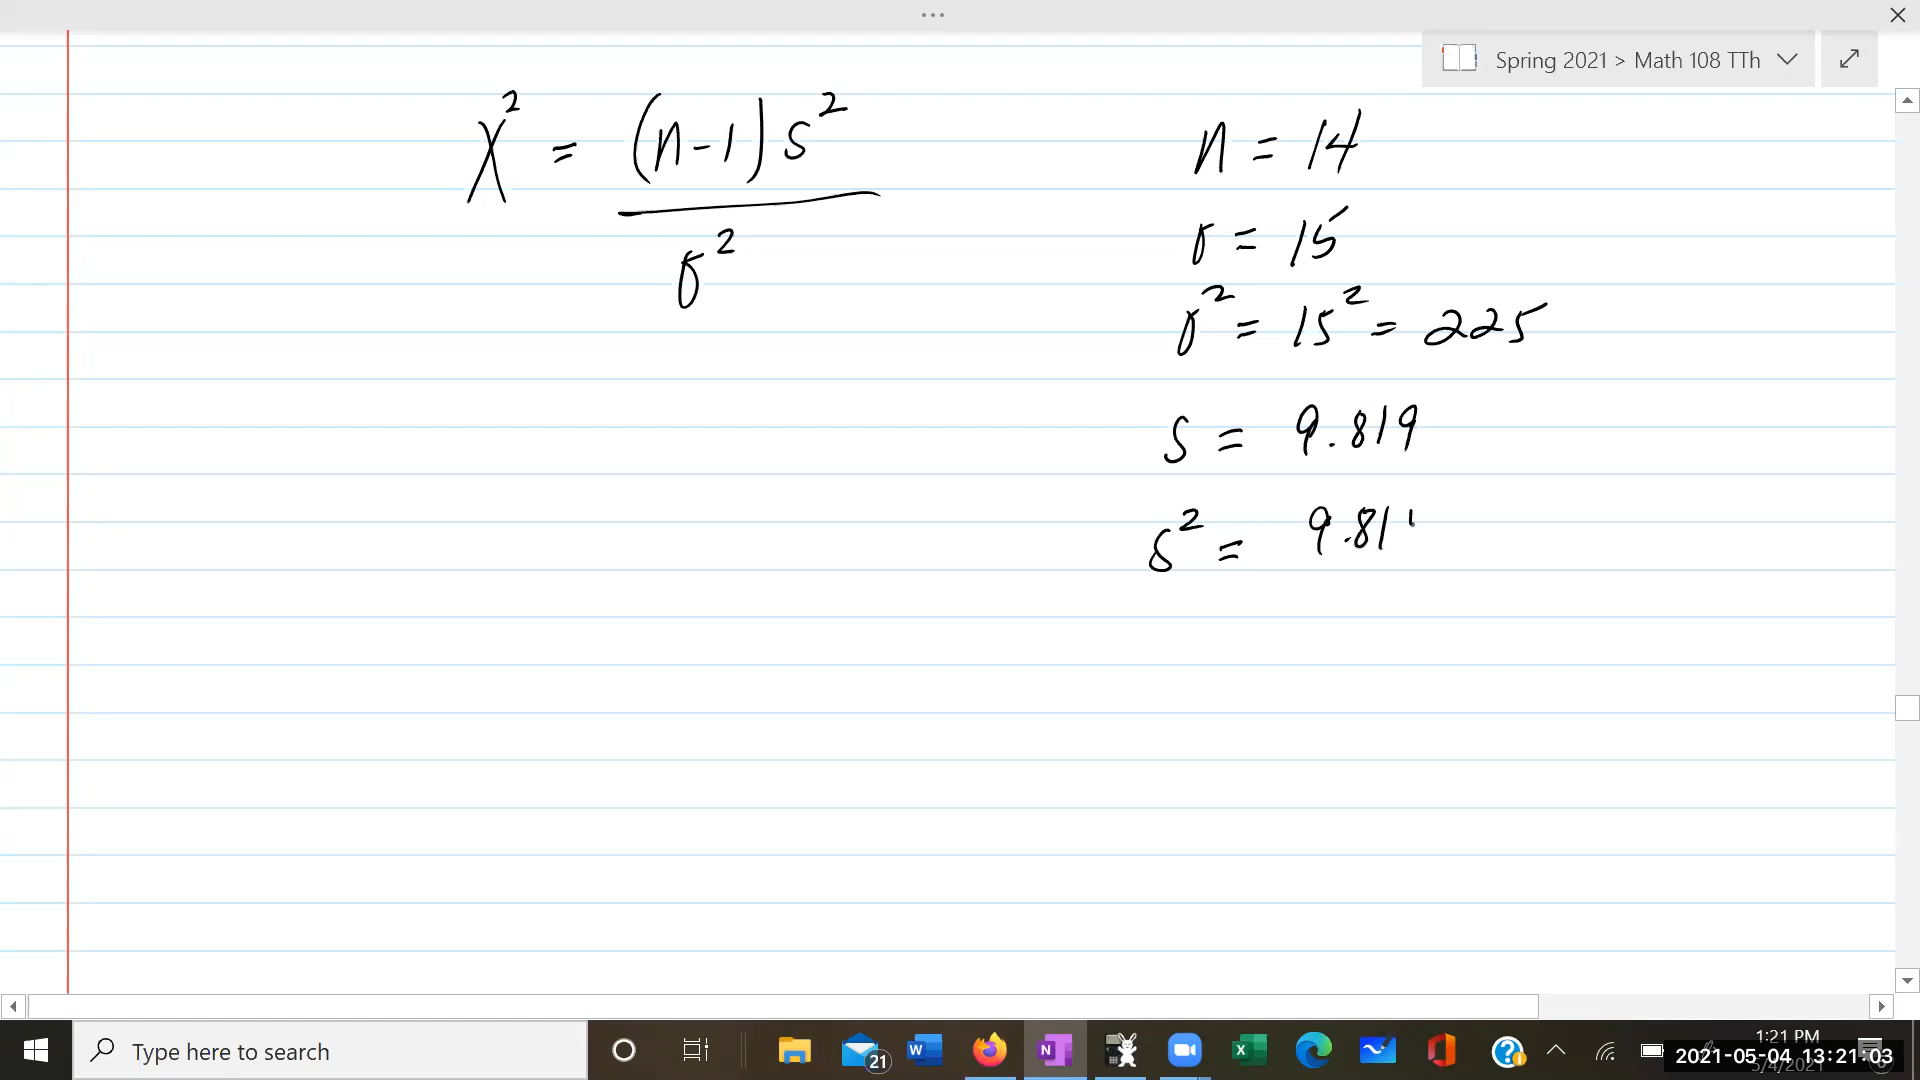 Spring 2021 > Math 108 TTh
χ² = (n-1)s² / σ²
n = 14
σ = 15
σ² = 15² = 225
s = 9.819
s² = 9.81
Type here to search
21
1:21 PM
2021-05-04 13:21:03